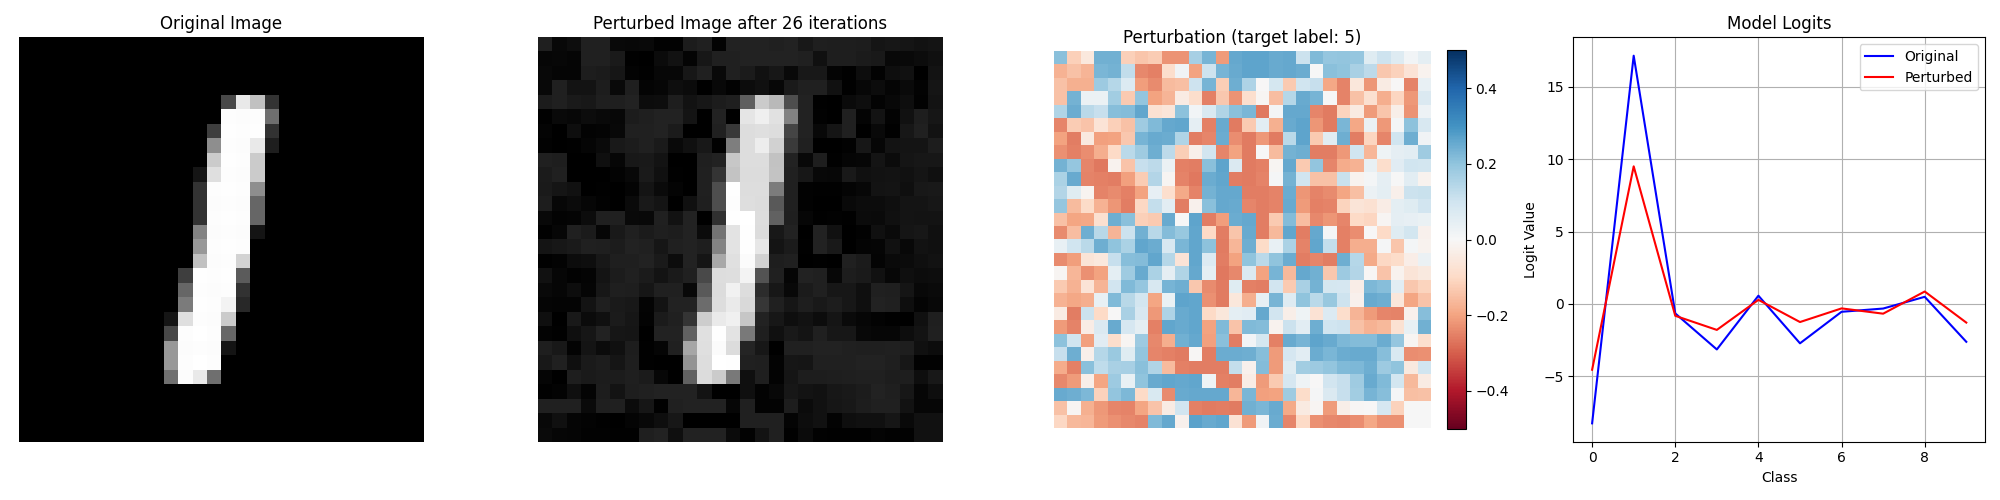 Original Image
Perturbed Image after 26 iterations
Perturbation (target label: 5)
0.4
0.2
0.0
−0.2
−0.4
Model Logits
Original
Perturbed
Logit Value
15
10
5
0
−5
0 2 4 6 8
Class